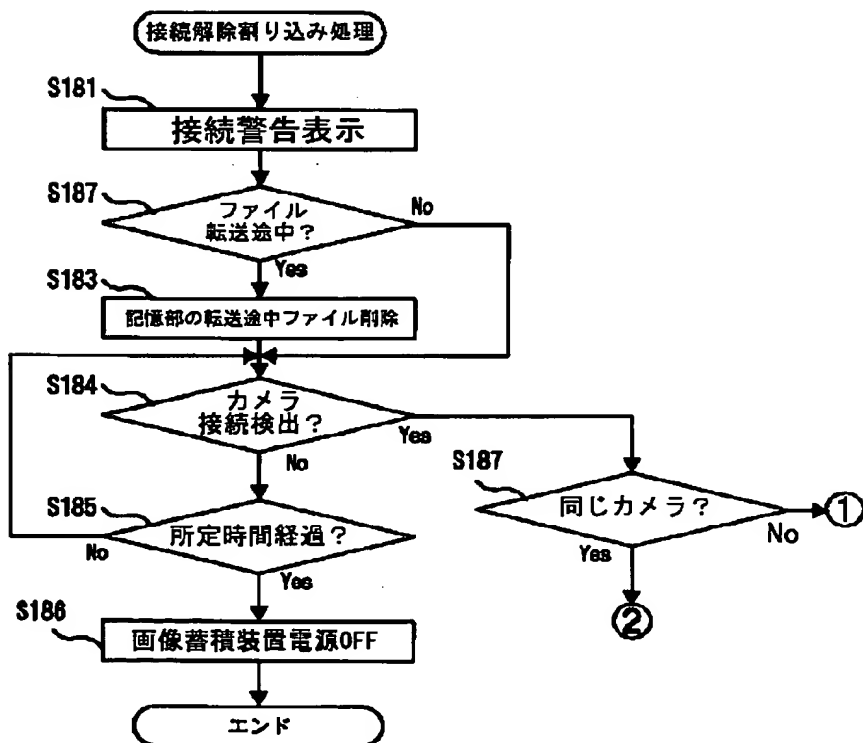 接続解除割り込み処理
S181
接続警告表示
S187
ファイル
転送途中?
No
Yes
S183
記憶部の転送途中ファイル削除
S184
カメラ
接続検出?
Yes
No
S187
同じカメラ?
No
①
Yes
②
S185
所定時間経過?
No
Yes
S186
画像蓄積装置電源OFF
エンド